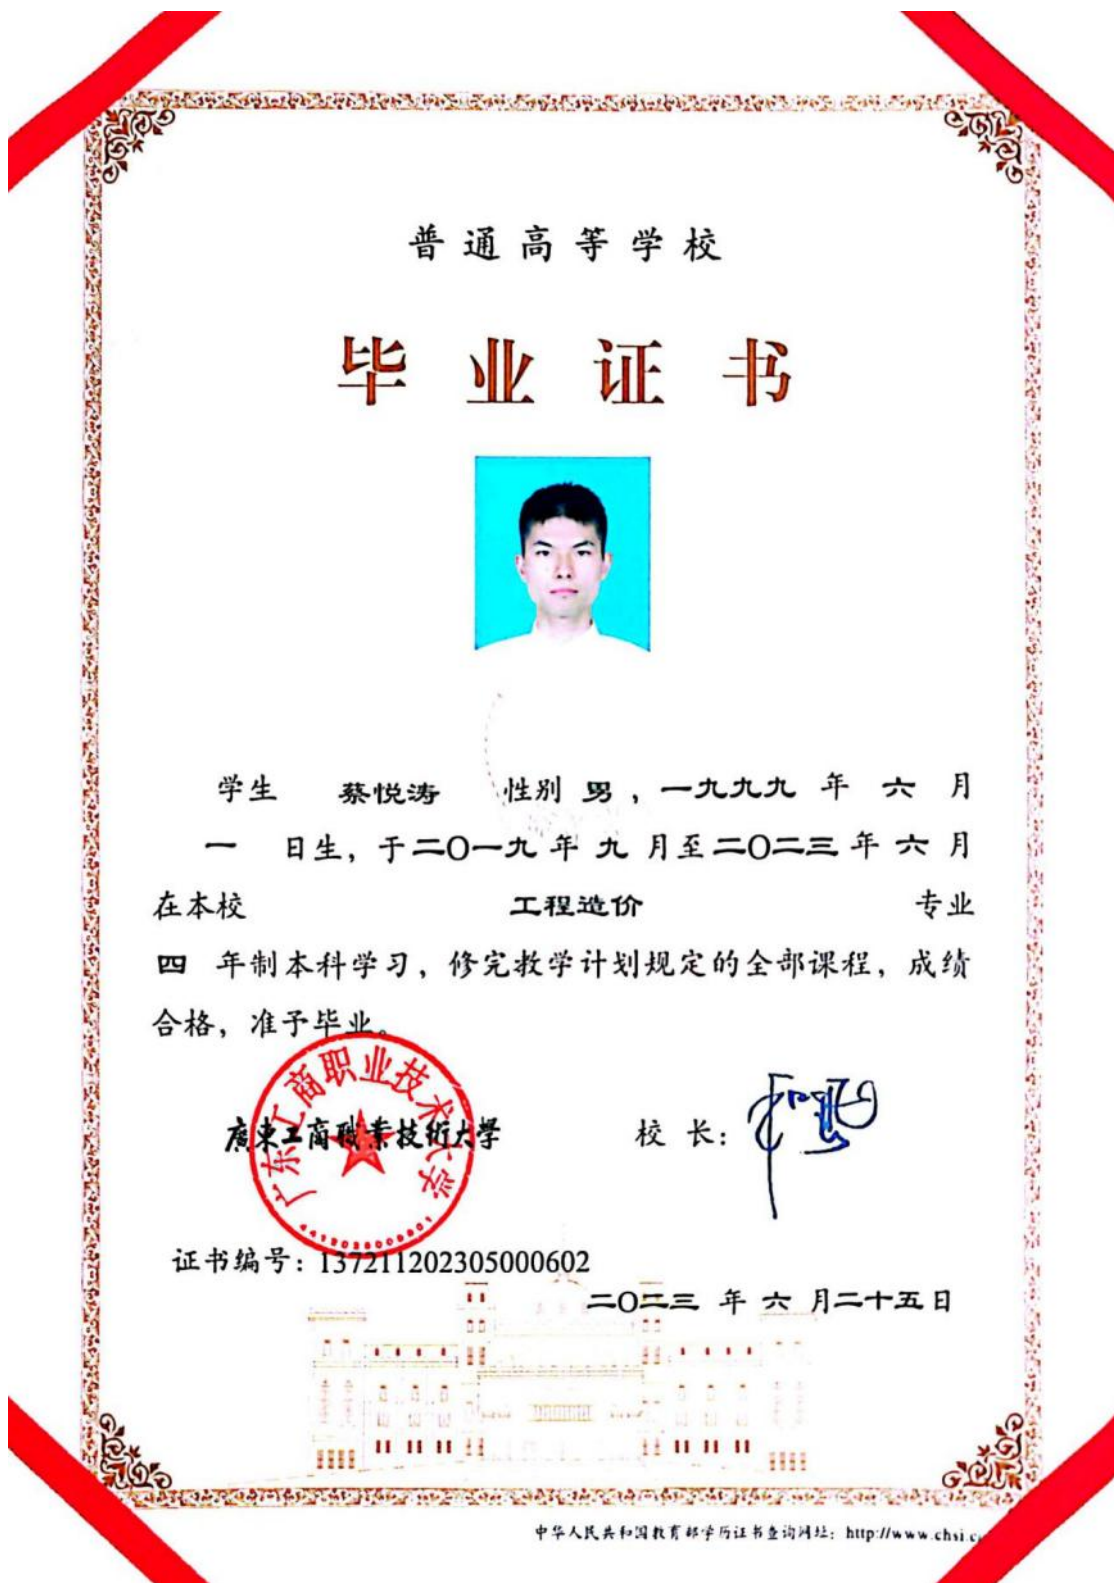 普通高等学校
毕业证书
学生 蔡悦涛 性别 男，一九九九 年 六 月
一 日生，于二〇一九 年 九 月至二〇二三 年 六 月
在本校 工程造价 专业
四 年制本科学习，修完教学计划规定的全部课程，成绩
合格，准予毕业。
广东工商职业技术大学
廣東工商職業技術大學 校 长：
证书编号：137211202305000602
二〇二三 年 六 月二十五日
中华人民共和国教育部学历证书查询网址：http://www.chsi.c